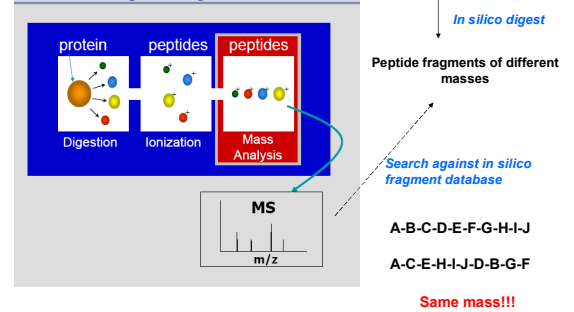 In silico digest
protein peptides peptides
Peptide fragments of different
masses
+ + + +
+ + + +
Digestion Ionization Mass
Analysis
Search against in silico
fragment database
MS
m/z
A-B-C-D-E-F-G-H-I-J
A-C-E-H-I-J-D-B-G-F
Same mass!!!